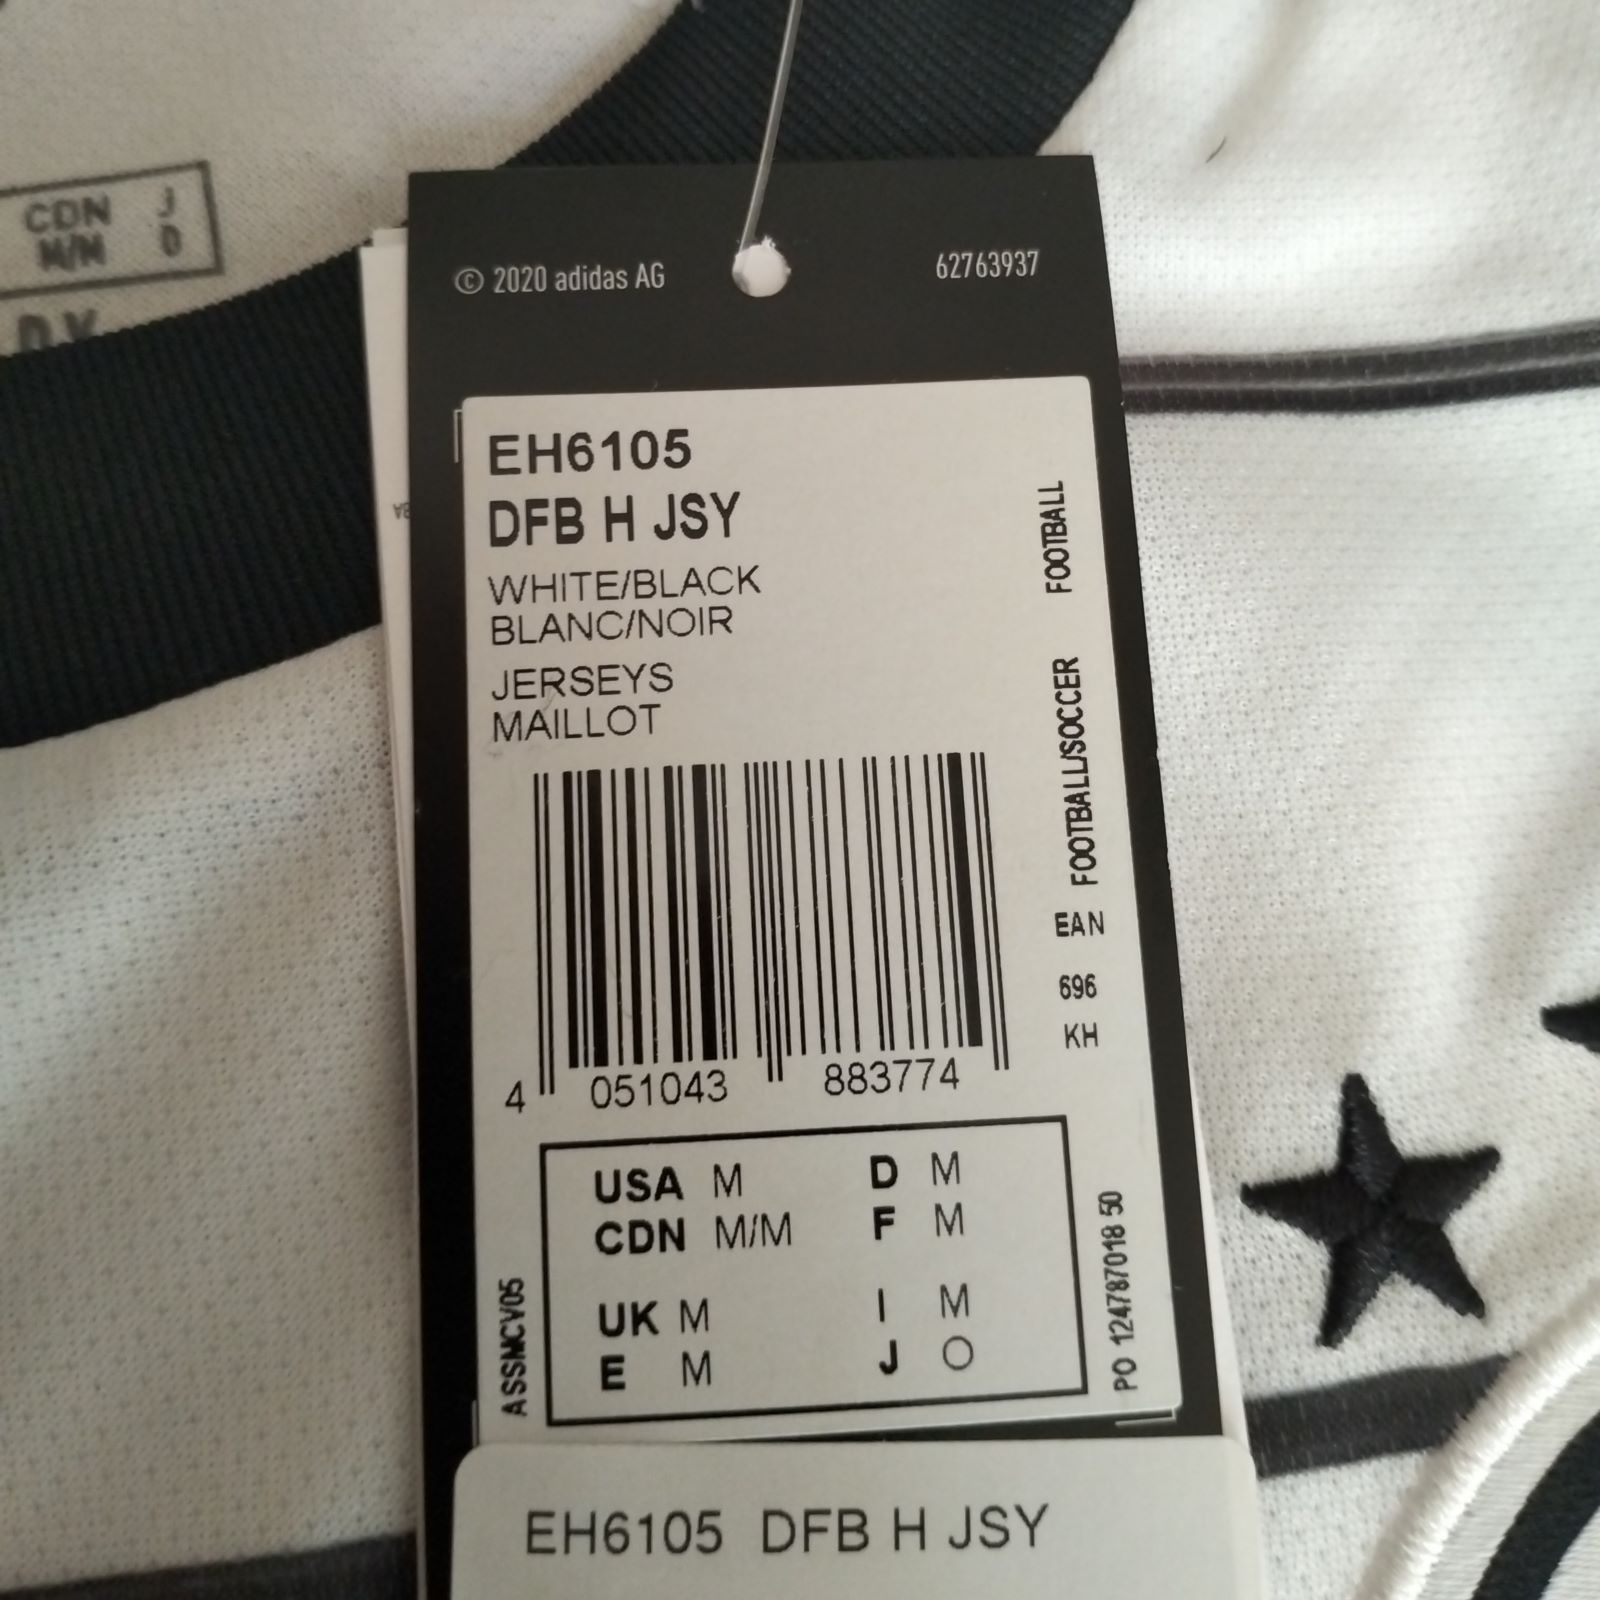 CDN J
M/M O
© 2020 adidas AG
62763937
EH6105
DFB H JSY
WHITE/BLACK
BLANC/NOIR
JERSEYS
MAILLOT
FOOTBALL
FOOTBALL/SOCCER
EAN
696
KH
4 051043 883774
USA M D M
CDN M/M F M
UK M I M
E M J O
ASSMCV05
PO 124787018 50
EH6105 DFB H JSY